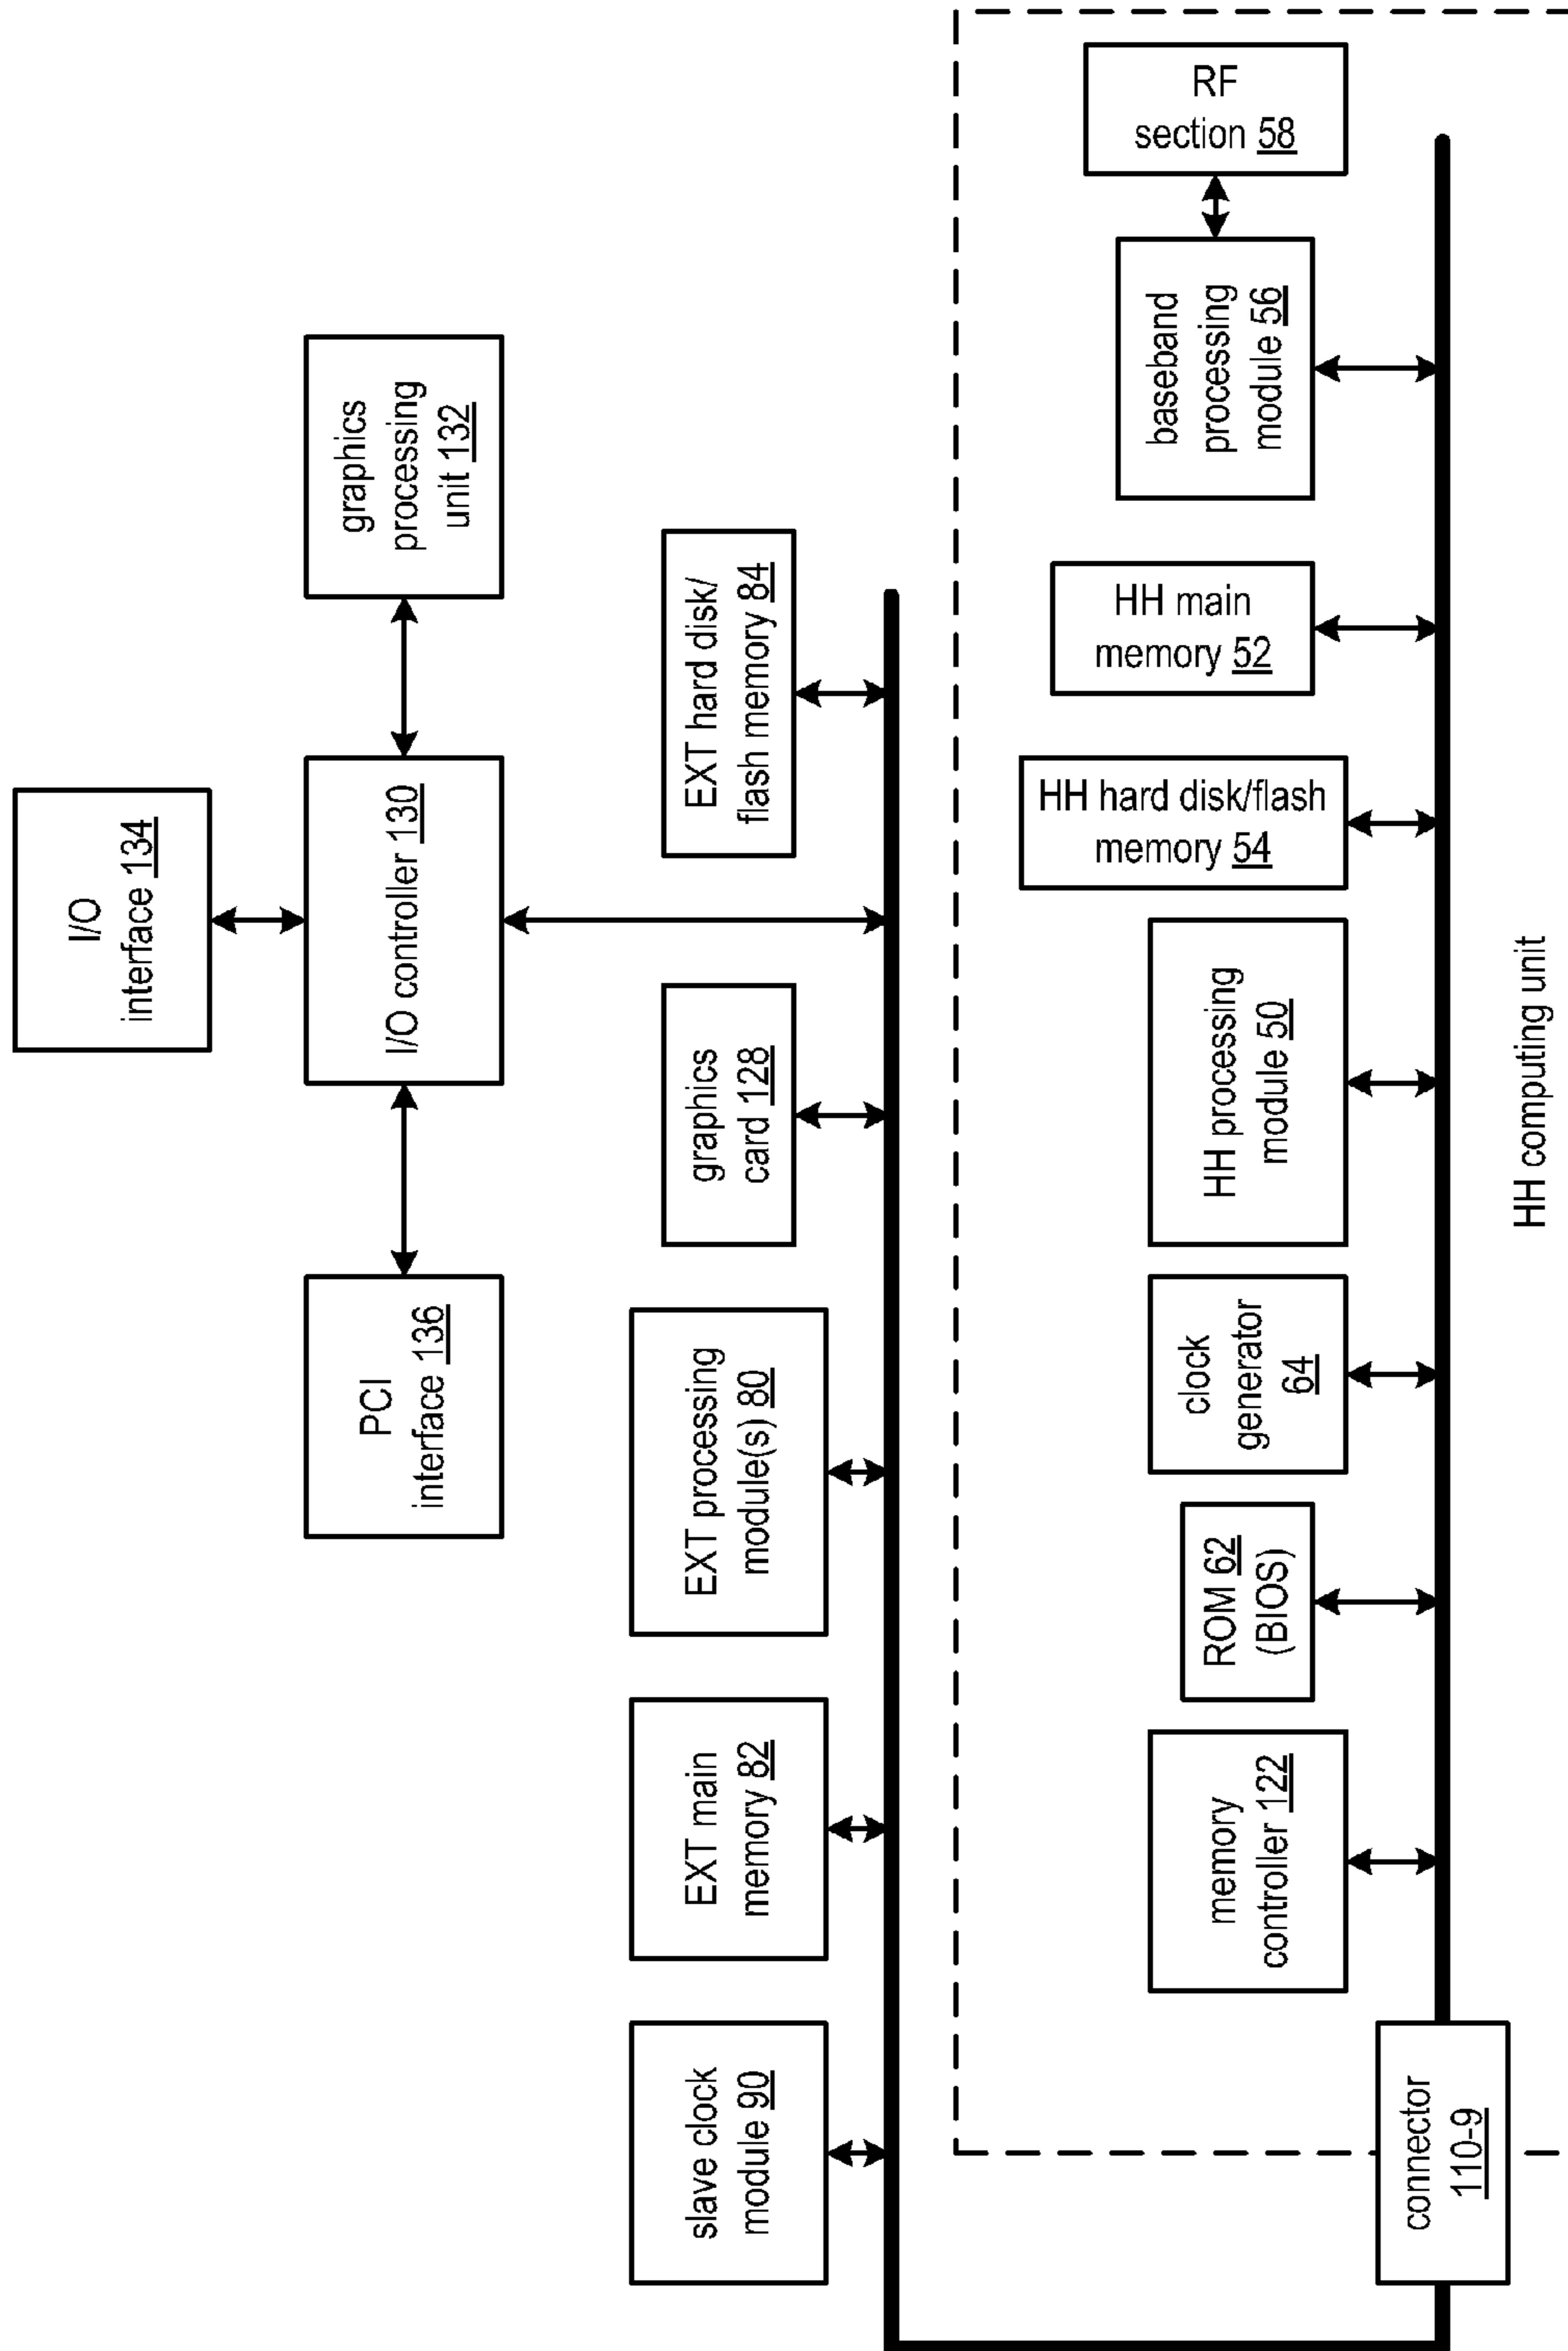 I/O
interface 134
PCI
interface 136
I/O controller 130
graphics
processing
unit 132
slave clock
module 90
EXT main
memory 82
EXT processing
module(s) 80
graphics
card 128
EXT hard disk/
flash memory 84
connector
110-9
memory
controller 122
ROM 62
(BIOS)
clock
generator
64
HH processing
module 50
HH hard disk/flash
memory 54
HH main
memory 52
baseband
processing
module 56
RF
section 58
HH computing unit